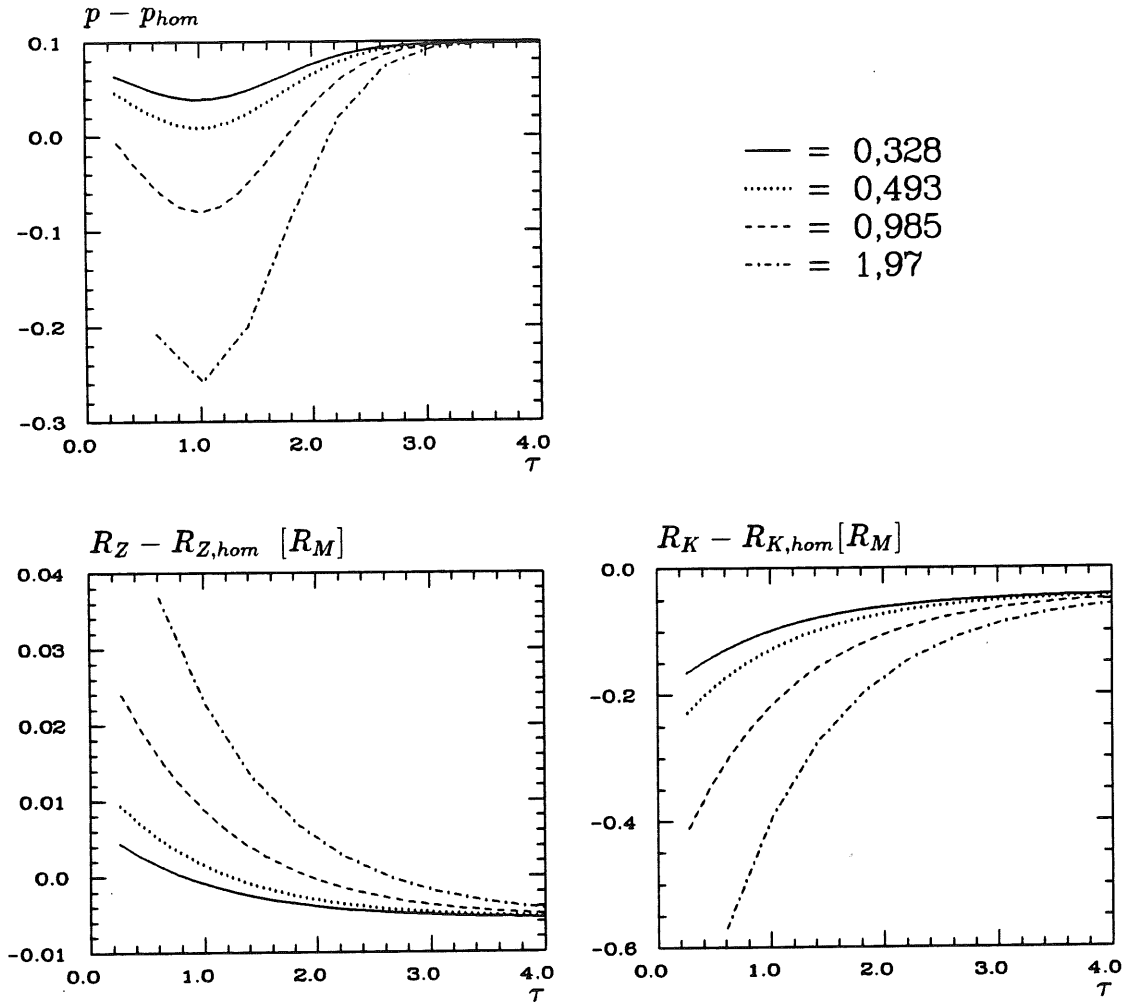 p − p_hom
0.1
0.0
−0.1
−0.2
−0.3
0.0 1.0 2.0 3.0 4.0
τ
= 0,328
= 0,493
= 0,985
= 1,97
R_Z − R_Z,hom [R_M]
0.04
0.03
0.02
0.01
0.0
−0.01
0.0 1.0 2.0 3.0 4.0
τ
R_K − R_K,hom [R_M]
0.0
−0.2
−0.4
−0.6
0.0 1.0 2.0 3.0 4.0
τ